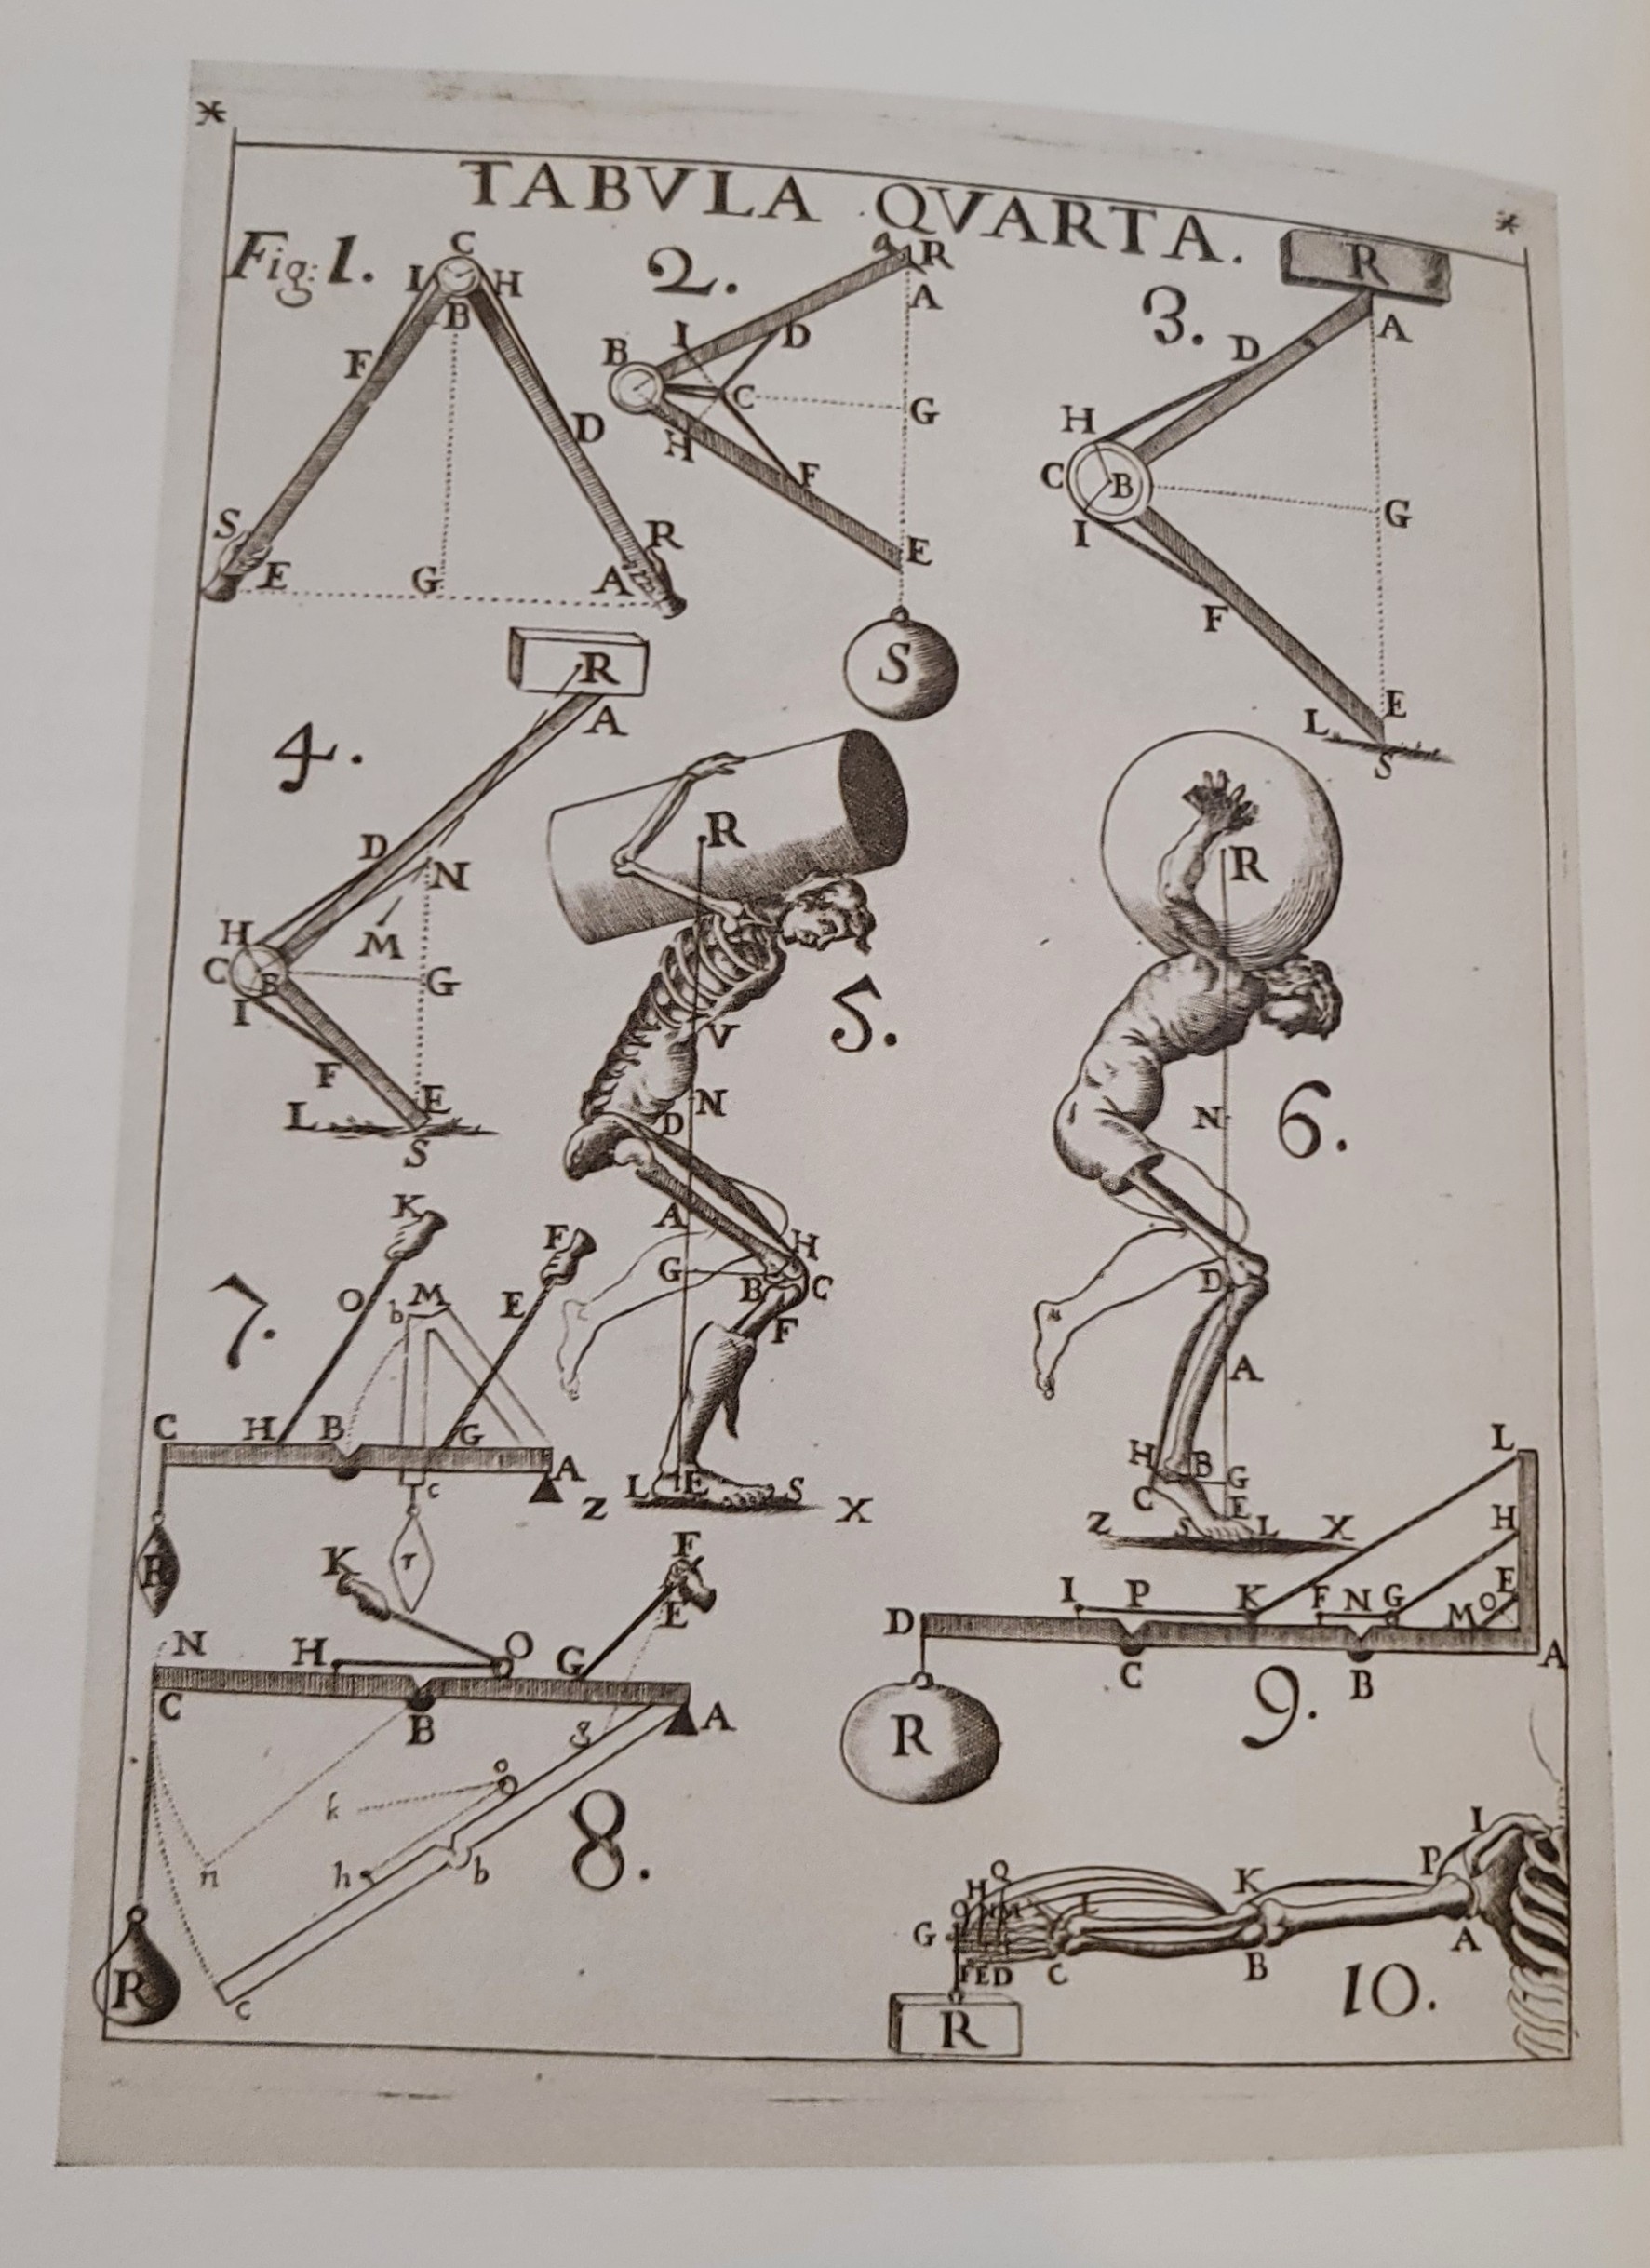 TABVLA QVARTA.
Fig: 1.
C
I H
B
F
D
S
R
E G A
2.
R
A
I
D
B
C
G
H
F
E
S
3.
R
A
D
H
C B
G
I
F
E
L
S
4.
R
A
D
N
M
H
C B
G
I
F
E
L
S
5.
R
V
N
D
A
H
G
B C
F
Z L E S X
6.
R
N
D
A
H B G
C E
Z S L X
7.
K
F
O
b M
E
C H B G
A
c
R
r
8.
K
F
E
N H O G
C B A
g
o
k
n h b
c
R
9.
L
H
I P K F N G E
M O
D
C B A
R
10.
I
P
K
Q
H
L
G
F E D C B A
R